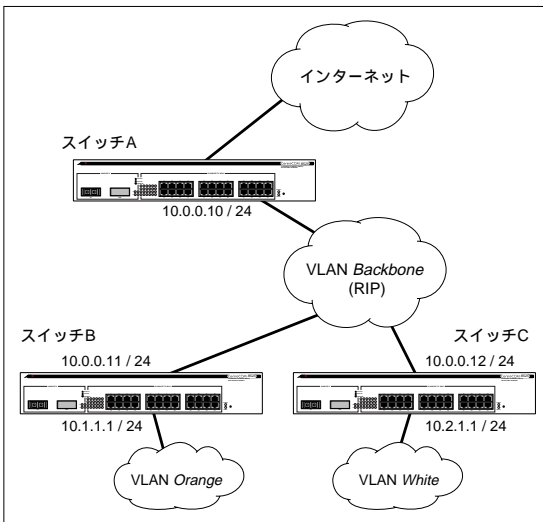 インターネット
スイッチA
10.0.0.10 / 24
VLAN Backbone
(RIP)
スイッチB
スイッチC
10.0.0.11 / 24
10.0.0.12 / 24
10.1.1.1 / 24
10.2.1.1 / 24
VLAN Orange
VLAN White